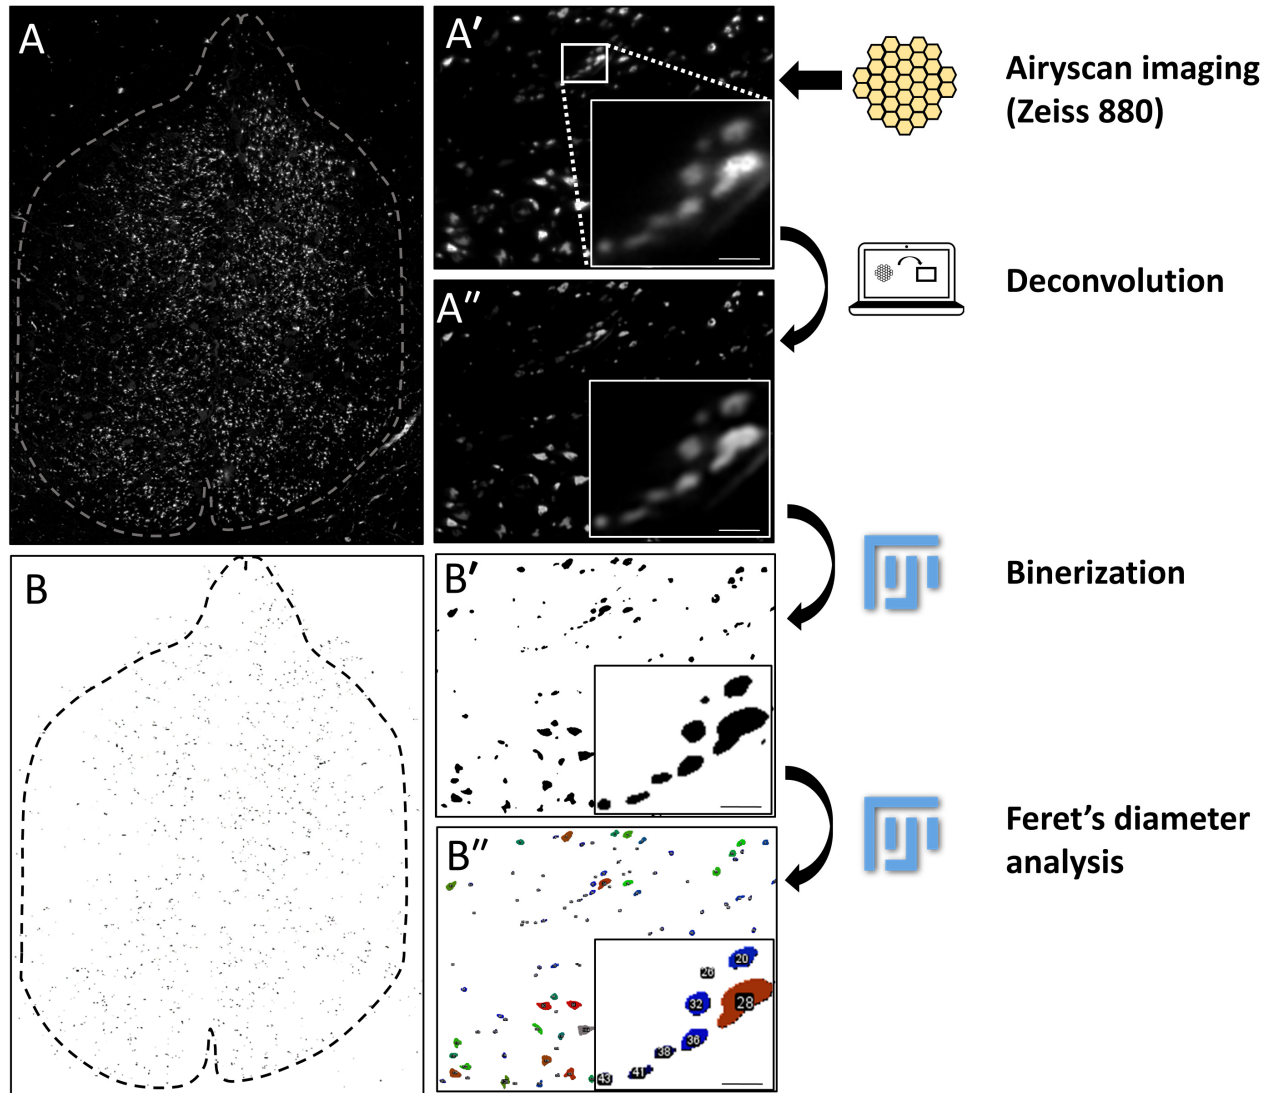 A
A′
Airyscan imaging
(Zeiss 880)
A″
Deconvolution
B
B′
Binerization
B″
Feret’s diameter
analysis
20
26
32
28
36
38
41
43